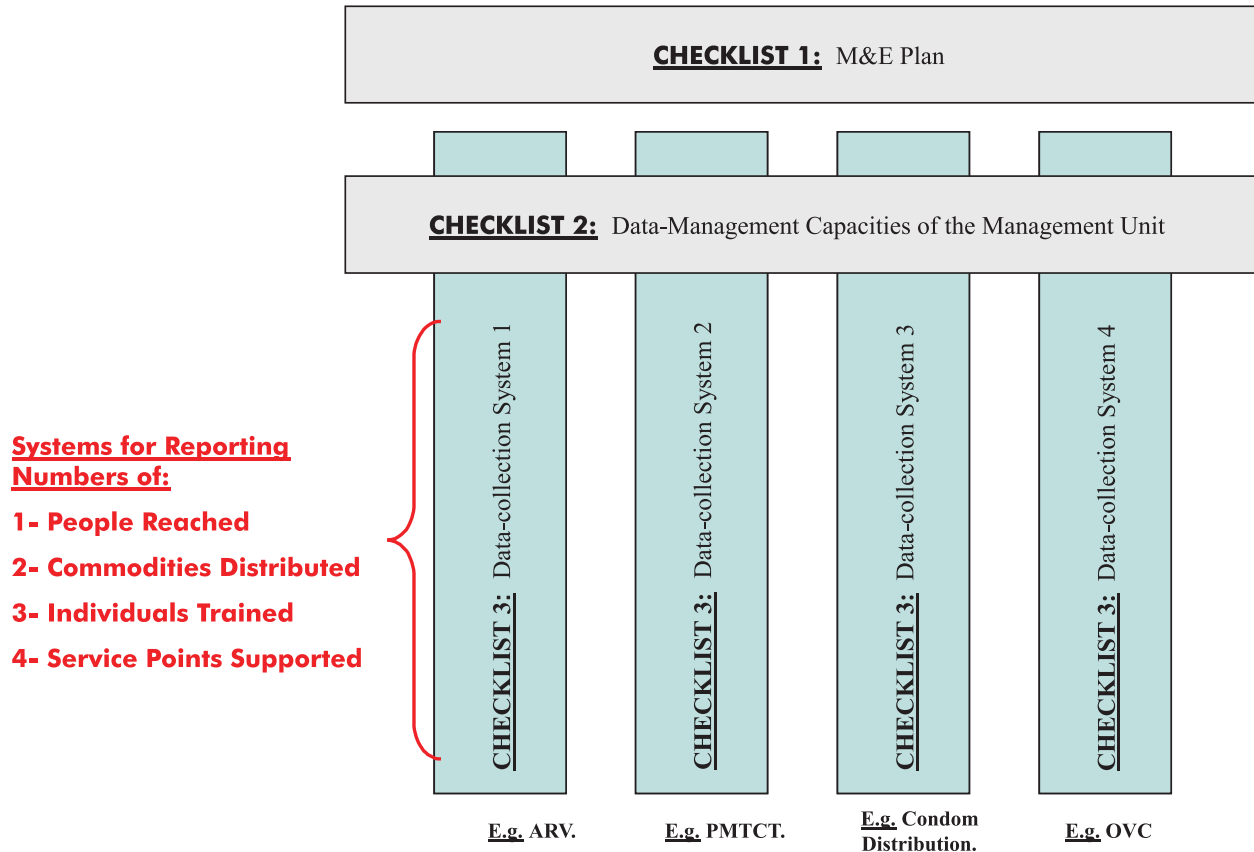 CHECKLIST 1: M&E Plan
CHECKLIST 2: Data-Management Capacities of the Management Unit
Systems for Reporting
Numbers of:
1- People Reached
2- Commodities Distributed
3- Individuals Trained
4- Service Points Supported
CHECKLIST 3: Data-collection System 1
CHECKLIST 3: Data-collection System 2
CHECKLIST 3: Data-collection System 3
CHECKLIST 3: Data-collection System 4
E.g. ARV.
E.g. PMTCT.
E.g. Condom
Distribution.
E.g. OVC